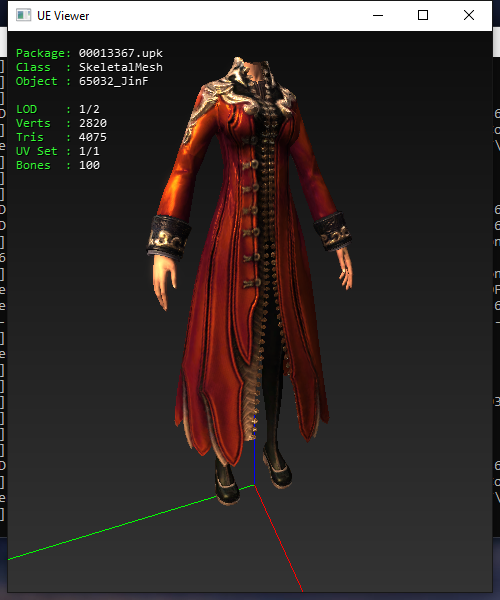 UE Viewer
Package: 00013367.upk
Class : SkeletalMesh
Object : 65032_JinF
LOD : 1/2
Verts : 2820
Tris : 4075
UV Set : 1/1
Bones : 100